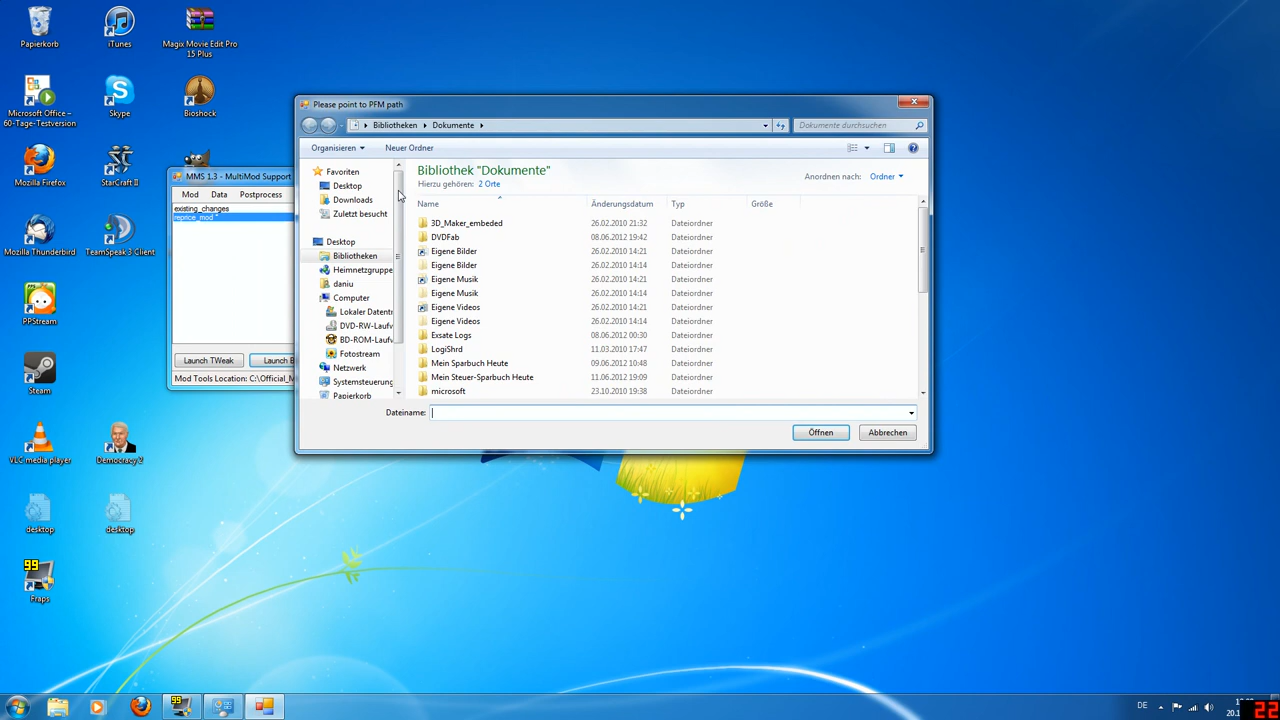 Papierkorb
iTunes
Magix Movie Edit Pro
15 Plus
Microsoft Office –
60-Tage-Testversion
Skype
Bioshock
Mozilla Firefox
StarCraft II
Mozilla Thunderbird
TeamSpeak 3 Client
PPStream
Steam
VLC media player
Democracy 2
desktop
desktop
99
Fraps
MMS 1.3 - MultiMod Support
Mod Data Postprocess
existing_changes
reprice_mod *
Launch TWeak
Launch B
Mod Tools Location: C:\Official_M
Please point to PFM path
Bibliotheken Dokumente
Dokumente durchsuchen
Organisieren Neuer Ordner
Favoriten
Desktop
Downloads
Zuletzt besucht
Desktop
Bibliotheken
Heimnetzgruppe
daniu
Computer
Lokaler Datentr
DVD-RW-Laufw
BD-ROM-Laufw
Fotostream
Netzwerk
Systemsteuerung
Papierkorb
Bibliothek "Dokumente"
Hierzu gehören: 2 Orte
Anordnen nach: Ordner
Name Änderungsdatum Typ Größe
3D_Maker_embeded 26.02.2010 21:32 Dateiordner
DVDFab 08.06.2012 19:42 Dateiordner
Eigene Bilder 26.02.2010 14:21 Dateiordner
Eigene Bilder 26.02.2010 14:14 Dateiordner
Eigene Musik 26.02.2010 14:21 Dateiordner
Eigene Musik 26.02.2010 14:14 Dateiordner
Eigene Videos 26.02.2010 14:21 Dateiordner
Eigene Videos 26.02.2010 14:14 Dateiordner
Exsate Logs 08.06.2012 00:30 Dateiordner
LogiShrd 11.03.2010 17:47 Dateiordner
Mein Sparbuch Heute 09.06.2012 10:48 Dateiordner
Mein Steuer-Sparbuch Heute 11.06.2012 19:09 Dateiordner
microsoft 23.10.2010 19:38 Dateiordner
Dateiname:
Öffnen
Abbrechen
99
DE
22